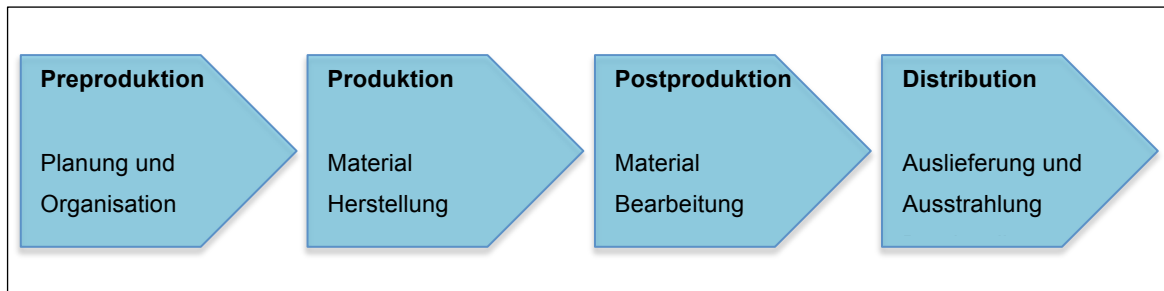 Preproduktion
Planung und
Organisation
Produktion
Material
Herstellung
Postproduktion
Material
Bearbeitung
Distribution
Auslieferung und
Ausstrahlung